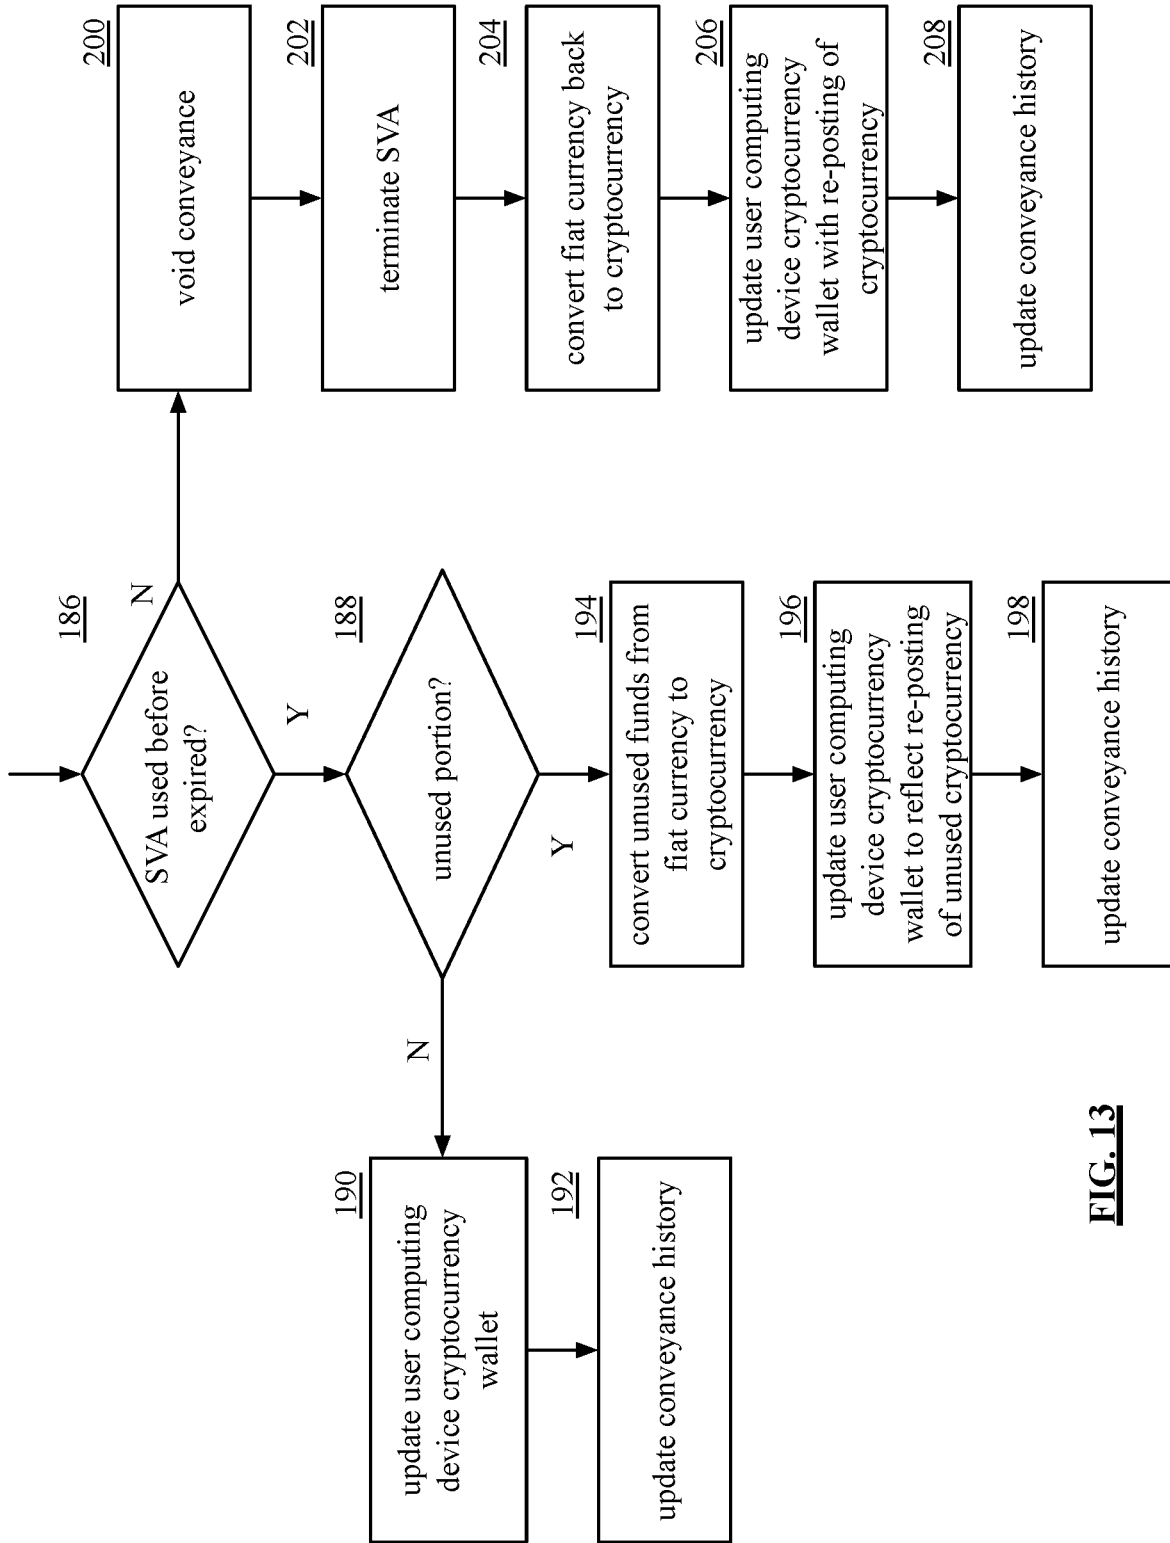 186
SVA used before
expired?
N
Y
200
void conveyance
202
terminate SVA
204
convert fiat currency back
to cryptocurrency
206
update user computing
device cryptocurrency
wallet with re-posting of
cryptocurrency
208
update conveyance history
188
unused portion?
N
Y
190
update user computing
device cryptocurrency
wallet
192
update conveyance history
194
convert unused funds from
fiat currency to
cryptocurrency
196
update user computing
device cryptocurrency
wallet to reflect re-posting
of unused cryptocurrency
198
update conveyance history
FIG. 13